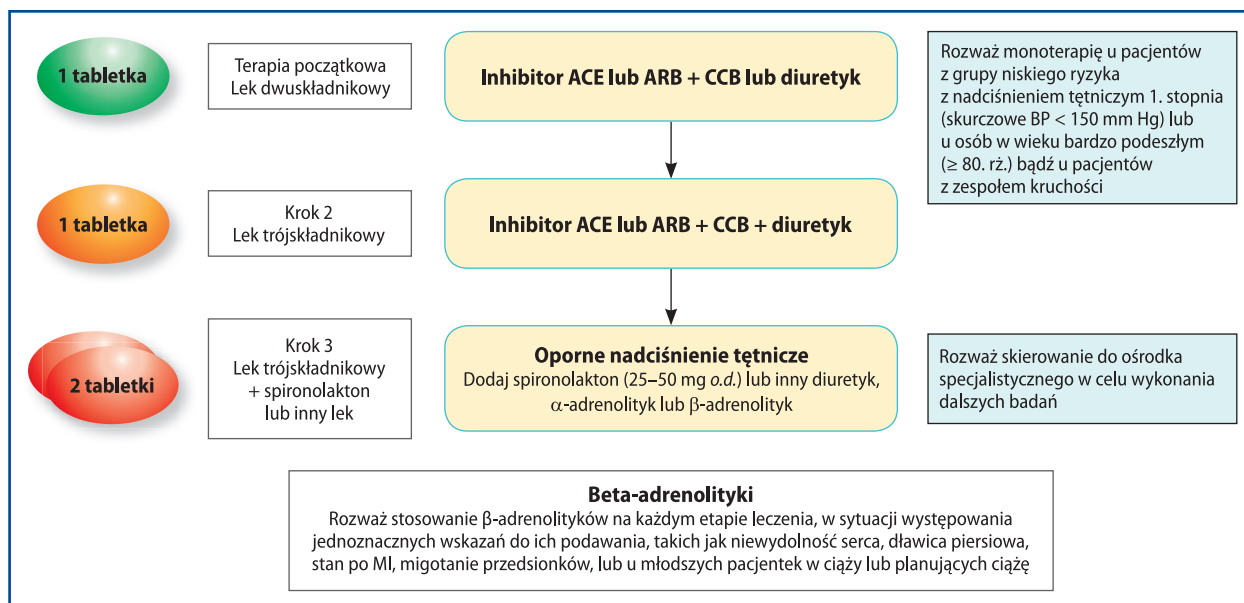 1 tabletka
Terapia początkowa
Lek dwuskładnikowy
Inhibitor ACE lub ARB + CCB lub diuretyk
Rozważ monoterapię u pacjentów
z grupy niskiego ryzyka
z nadciśnieniem tętniczym 1. stopnia
(skurczowe BP < 150 mm Hg) lub
u osób w wieku bardzo podeszłym
(≥ 80. rż.) bądź u pacjentów
z zespołem kruchości
1 tabletka
Krok 2
Lek trójskładnikowy
Inhibitor ACE lub ARB + CCB + diuretyk
2 tabletki
Krok 3
Lek trójskładnikowy
+ spironolakton
lub inny lek
Oporne nadciśnienie tętnicze
Dodaj spironolakton (25–50 mg o.d.) lub inny diuretyk,
α-adrenolityk lub β-adrenolityk
Rozważ skierowanie do ośrodka
specjalistycznego w celu wykonania
dalszych badań
Beta-adrenolityki
Rozważ stosowanie β-adrenolityków na każdym etapie leczenia, w sytuacji występowania
jednoznacznych wskazań do ich podawania, takich jak niewydolność serca, dławica piersiowa,
stan po MI, migotanie przedsionków, lub u młodszych pacjentek w ciąży lub planujących ciążę